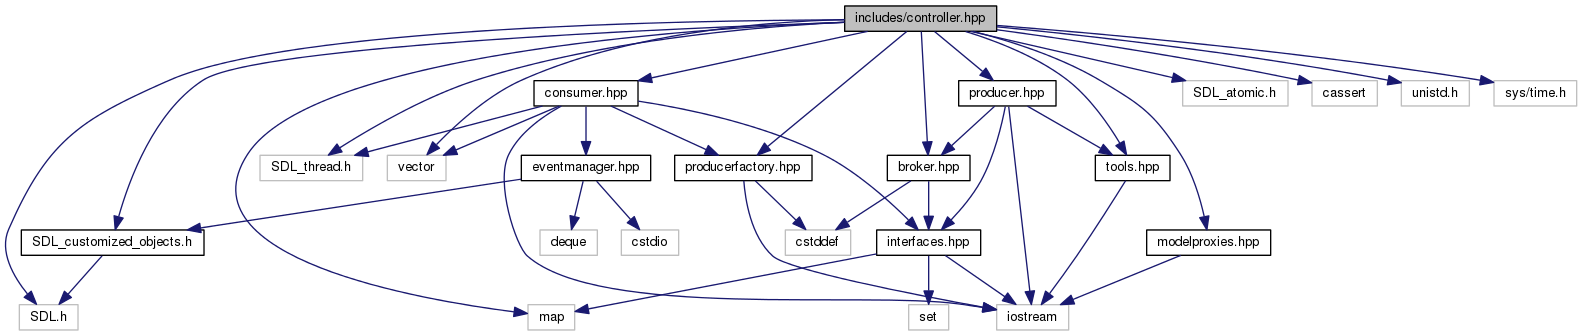 includes/controller.hpp
consumer.hpp
producer.hpp
SDL_atomic.h
cassert
unistd.h
sys/time.h
SDL_thread.h
vector
eventmanager.hpp
producerfactory.hpp
broker.hpp
tools.hpp
SDL_customized_objects.h
deque
cstdio
cstddef
interfaces.hpp
modelproxies.hpp
SDL.h
map
set
iostream